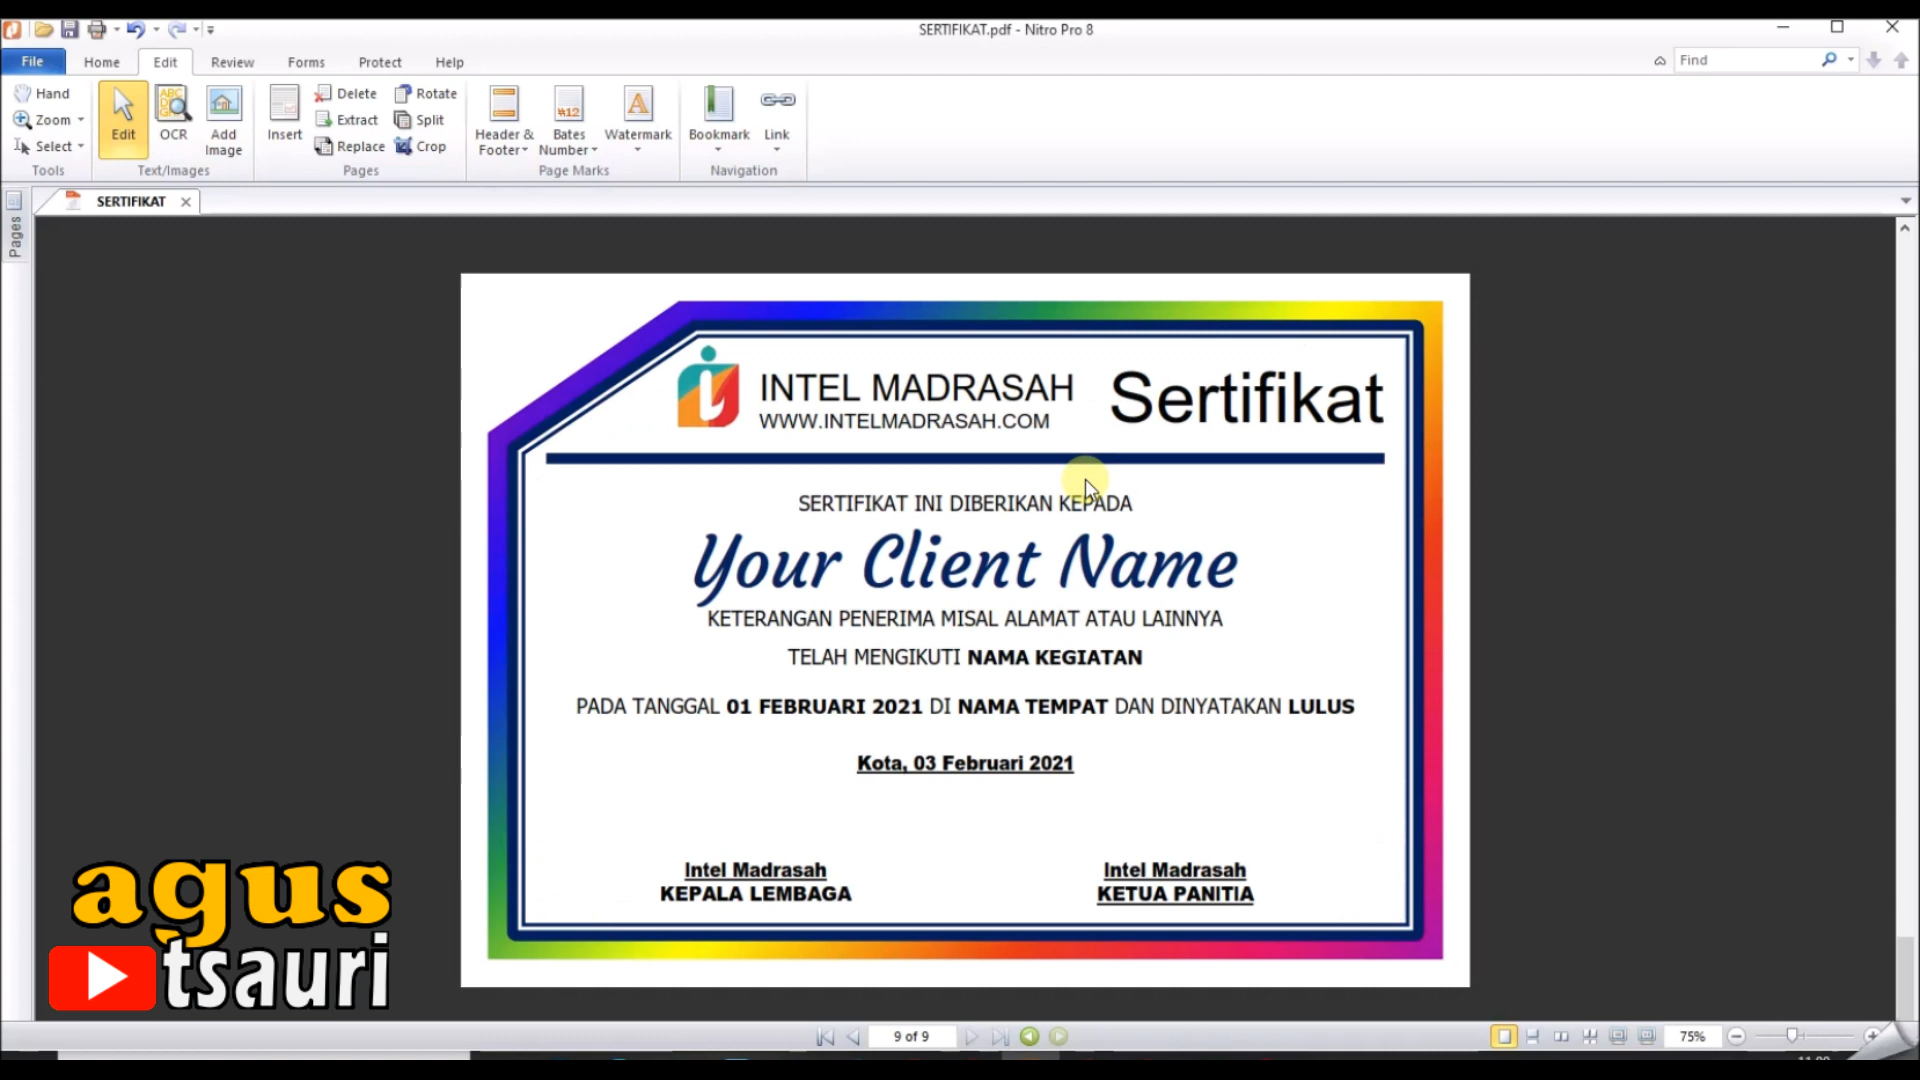 SERTIFIKAT.pdf - Nitro Pro 8
File Home Edit Review Forms Protect Help
Find
Hand
Zoom
Select
Tools
Edit
OCR
Add Image
Text/Images
Insert
Delete
Extract
Replace
Rotate
Split
Crop
Pages
Header & Footer
Bates Number
Watermark
Page Marks
Bookmark
Link
Navigation
SERTIFIKAT
Pages
INTEL MADRASAH
WWW.INTELMADRASAH.COM
Sertifikat
SERTIFIKAT INI DIBERIKAN KEPADA
Your Client Name
KETERANGAN PENERIMA MISAL ALAMAT ATAU LAINNYA
TELAH MENGIKUTI NAMA KEGIATAN
PADA TANGGAL 01 FEBRUARI 2021 DI NAMA TEMPAT DAN DINYATAKAN LULUS
Kota, 03 Februari 2021
Intel Madrasah
KEPALA LEMBAGA
Intel Madrasah
KETUA PANITIA
agus
tsauri
9 of 9
75%